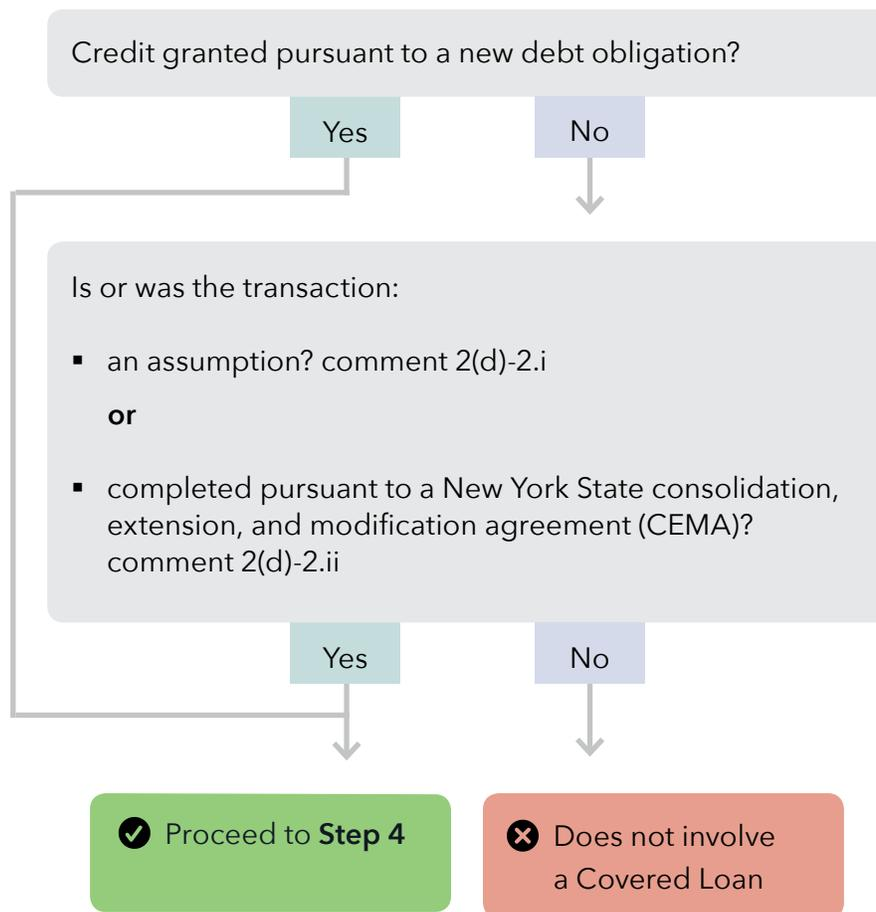 Credit granted pursuant to a new debt obligation?
Yes
No
Is or was the transaction:
▪ an assumption? comment 2(d)-2.i
or
▪ completed pursuant to a New York State consolidation,
extension, and modification agreement (CEMA)?
comment 2(d)-2.ii
Yes
No
Proceed to Step 4
Does not involve
a Covered Loan